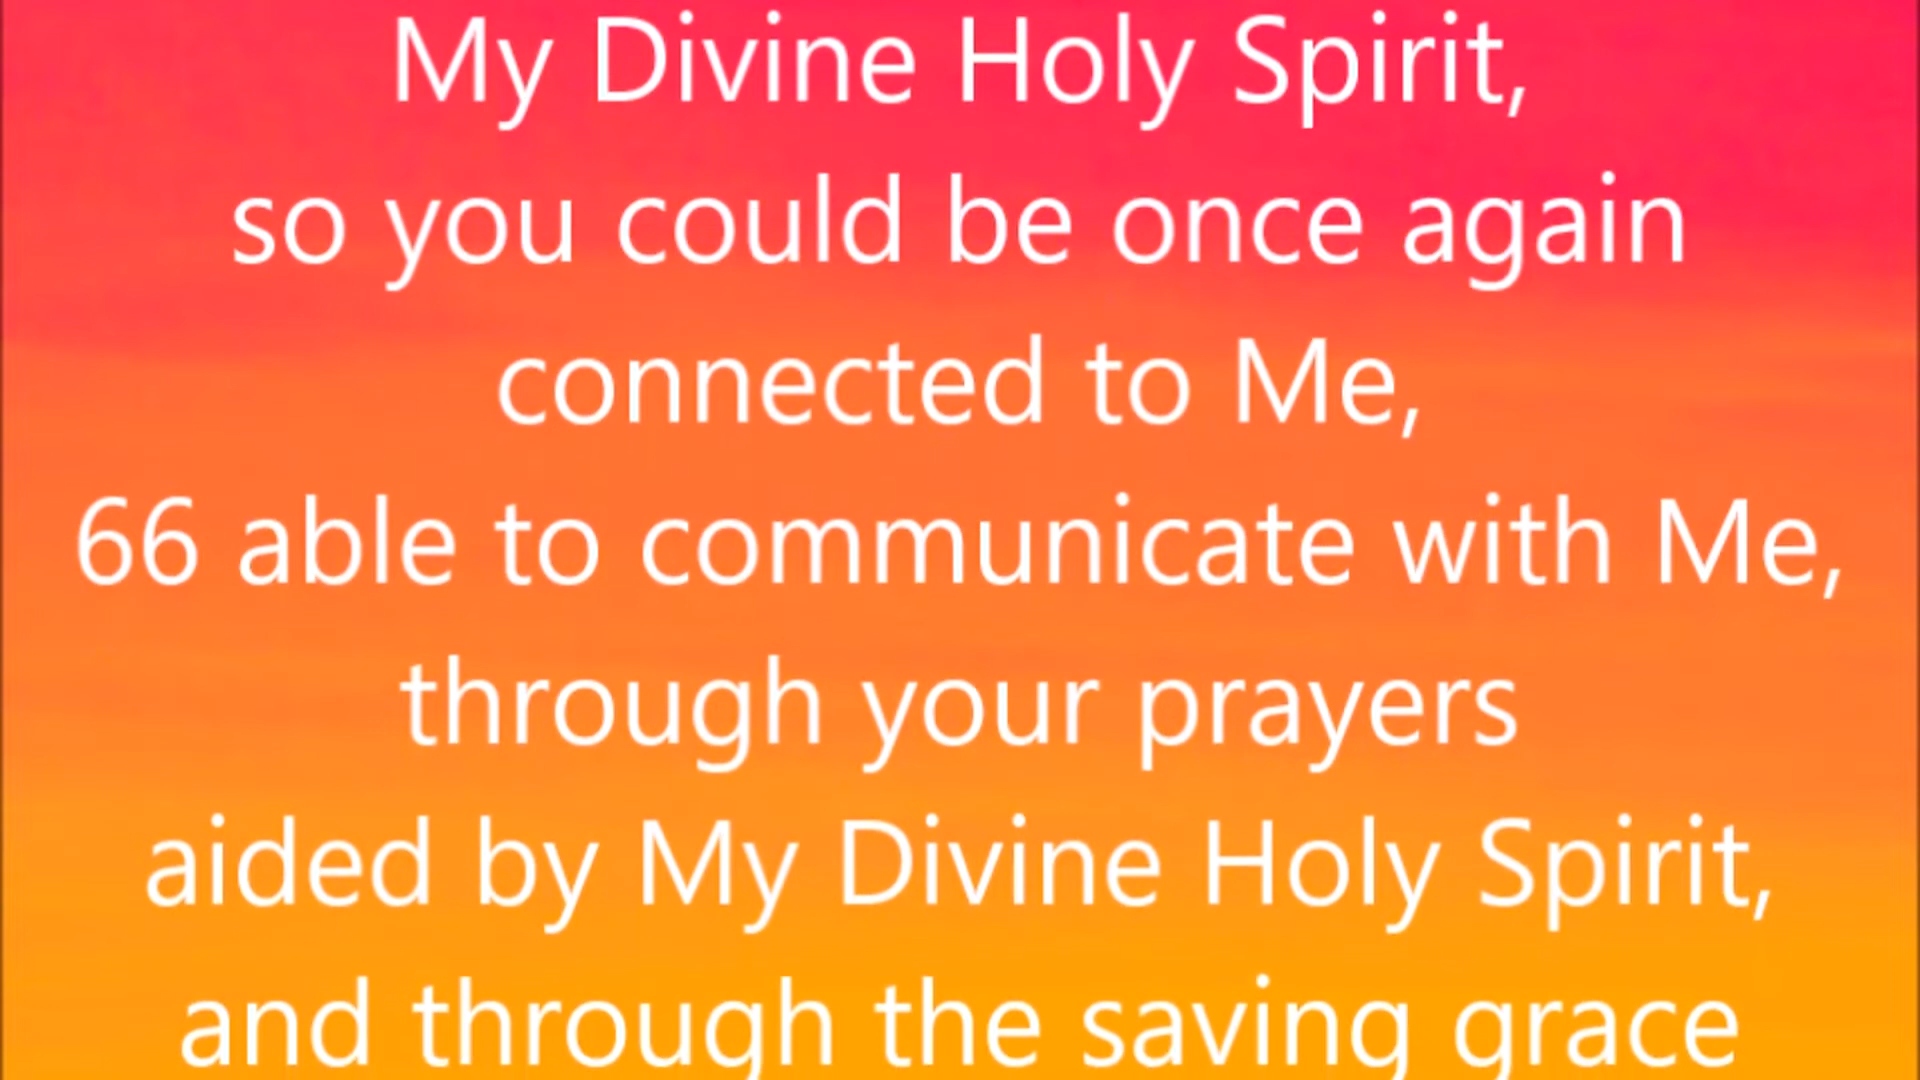 My Divine Holy Spirit,
so you could be once again
connected to Me,
66 able to communicate with Me,
through your prayers
aided by My Divine Holy Spirit,
and through the saving grace